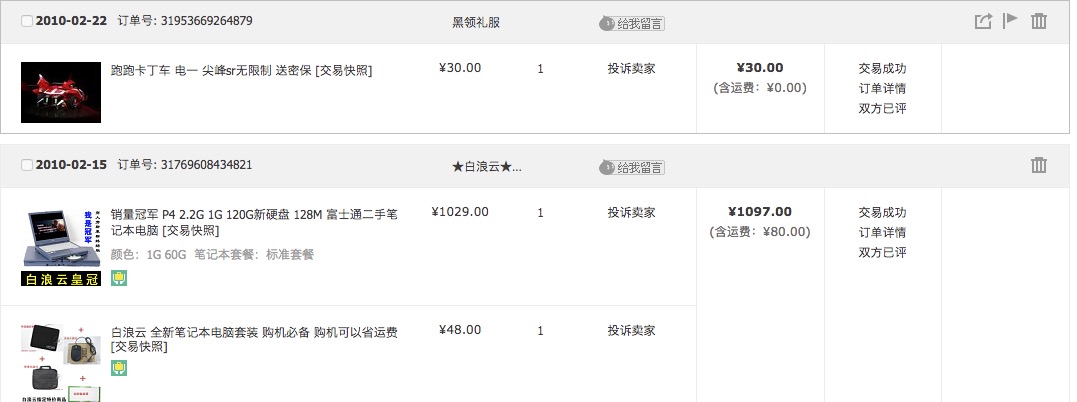 2010-02-22 订单号: 31953669264879 黑领礼服 给我留言
跑跑卡丁车 电一 尖峰sr无限制 送密保 [交易快照] ¥30.00 1 投诉卖家 ¥30.00 交易成功
(含运费：¥0.00) 订单详情
双方已评
2010-02-15 订单号: 31769608434821 ★白浪云★... 给我留言
销量冠军 P4 2.2G 1G 120G新硬盘 128M 富士通二手笔 ¥1029.00 1 投诉卖家 ¥1097.00 交易成功
记本电脑 [交易快照] (含运费：¥80.00) 订单详情
颜色：1G 60G 笔记本套餐：标准套餐 双方已评
我是冠军
白浪云皇冠
白浪云 全新笔记本电脑套装 购机必备 购机可以省运费 ¥48.00 1 投诉卖家
[交易快照]